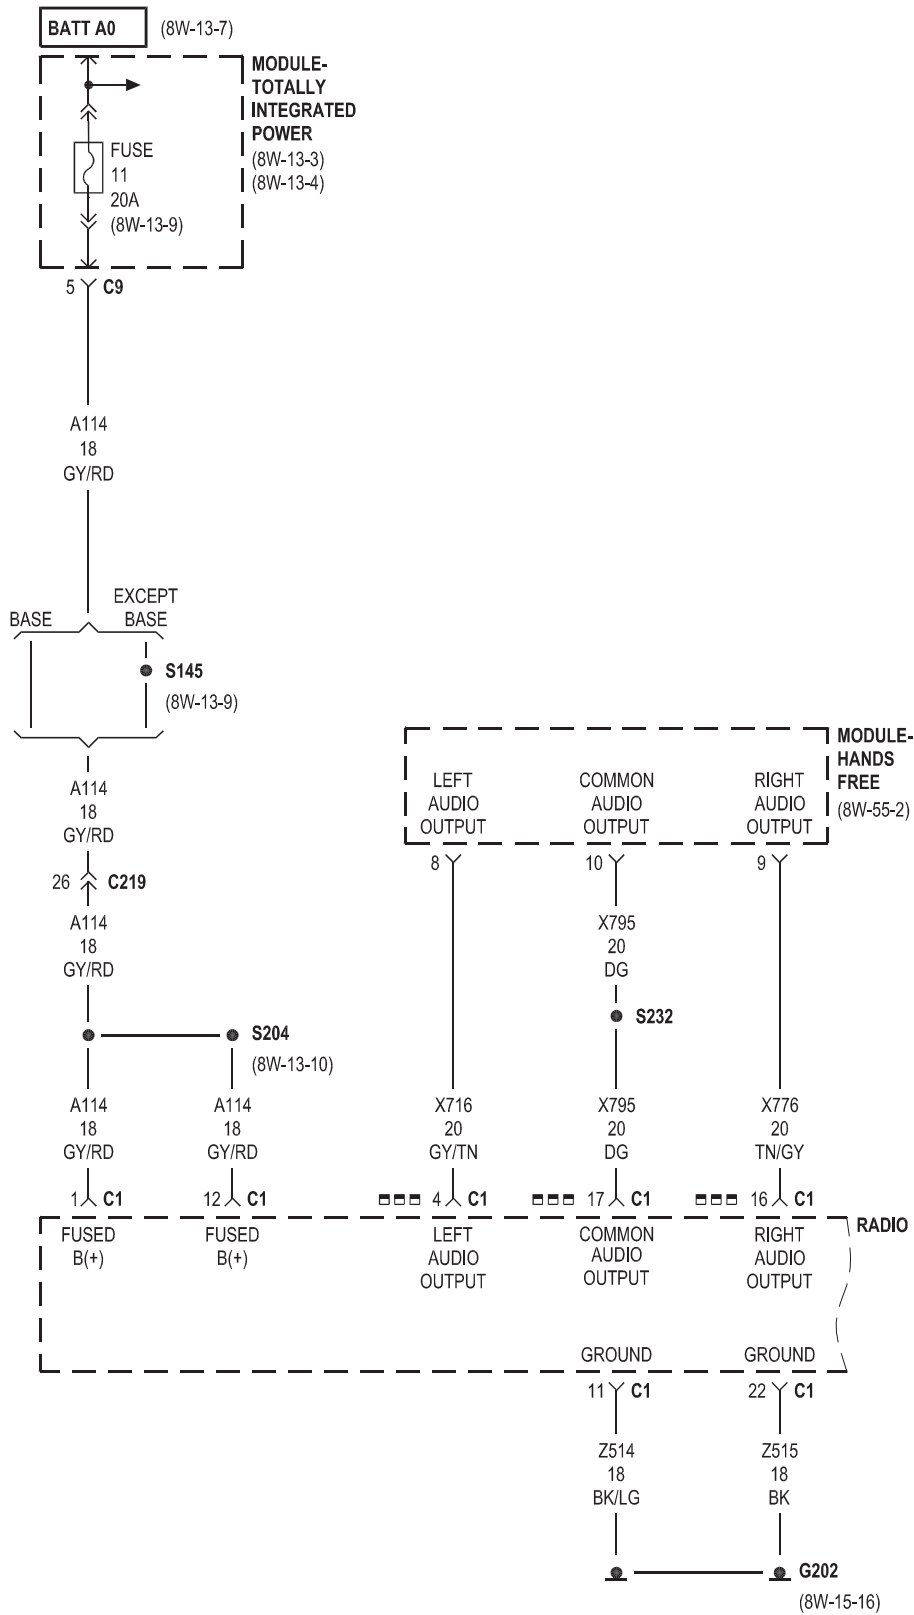 BATT A0 (8W-13-7)
MODULE-
TOTALLY
INTEGRATED
POWER
(8W-13-3)
(8W-13-4)
FUSE
11
20A
(8W-13-9)
5 C9
A114
18
GY/RD
BASE
EXCEPT
BASE
S145
(8W-13-9)
A114
18
GY/RD
26 C219
A114
18
GY/RD
S204
(8W-13-10)
A114
18
GY/RD
A114
18
GY/RD
1 C1
12 C1
MODULE-
HANDS
FREE
(8W-55-2)
LEFT
AUDIO
OUTPUT
COMMON
AUDIO
OUTPUT
RIGHT
AUDIO
OUTPUT
8
10
9
X795
20
DG
S232
X716
20
GY/TN
X795
20
DG
X776
20
TN/GY
4 C1
17 C1
16 C1
RADIO
FUSED
B(+)
FUSED
B(+)
LEFT
AUDIO
OUTPUT
COMMON
AUDIO
OUTPUT
RIGHT
AUDIO
OUTPUT
GROUND
GROUND
11 C1
22 C1
Z514
18
BK/LG
Z515
18
BK
G202
(8W-15-16)